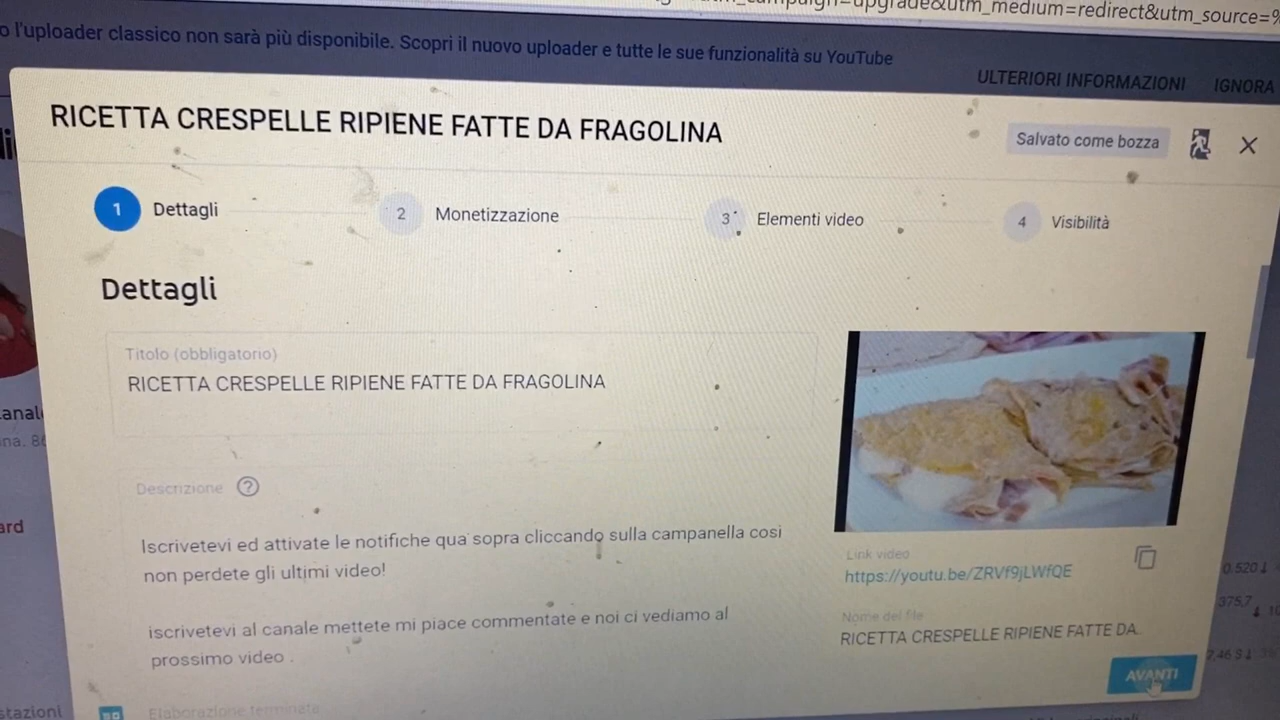 o l'uploader classico non sarà più disponibile. Scopri il nuovo uploader e tutte le sue funzionalità su YouTube
ULTERIORI INFORMAZIONI IGNORA
RICETTA CRESPELLE RIPIENE FATTE DA FRAGOLINA
Salvato come bozza
1 Dettagli
2 Monetizzazione
3 Elementi video
4 Visibilità
Dettagli
Titolo (obbligatorio)
RICETTA CRESPELLE RIPIENE FATTE DA FRAGOLINA
Descrizione ?
Iscrivetevi ed attivate le notifiche qua sopra cliccando sulla campanella cosi
non perdete gli ultimi video!
iscrivetevi al canale mettete mi piace commentate e noi ci vediamo al
prossimo video .
Link video
https://youtu.be/ZRVf9jLWfQE
Nome del file
RICETTA CRESPELLE RIPIENE FATTE DA
AVANTI
Elaborazione terminata